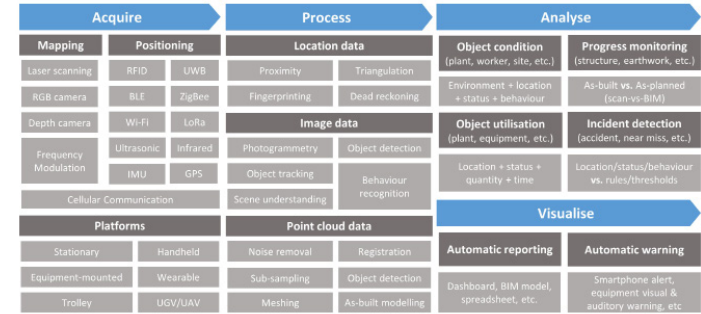 Acquire
Mapping
Positioning
Laser scanning
RFID
UWB
RGB camera
BLE
ZigBee
Depth camera
Wi-Fi
LoRa
Frequency
Modulation
Ultrasonic
Infrared
IMU
GPS
Cellular Communication
Platforms
Stationary
Handheld
Equipment-mounted
Wearable
Trolley
UGV/UAV
Process
Location data
Proximity
Triangulation
Fingerprinting
Dead reckoning
Image data
Photogrammetry
Object detection
Object tracking
Behaviour
recognition
Scene understanding
Point cloud data
Noise removal
Registration
Sub-sampling
Object detection
Meshing
As-built modelling
Analyse
Object condition
(plant, worker, site, etc.)
Environment + location
+ status + behaviour
Progress monitoring
(structure, earthwork, etc.)
As-built vs. As-planned
(scan-vs-BIM)
Object utilisation
(plant, equipment, etc.)
Location + status +
quantity + time
Incident detection
(accident, near miss, etc.)
Location/status/behaviour
vs. rules/thresholds
Visualise
Automatic reporting
Dashboard, BIM model,
spreadsheet, etc.
Automatic warning
Smartphone alert,
equipment visual &
auditory warning, etc